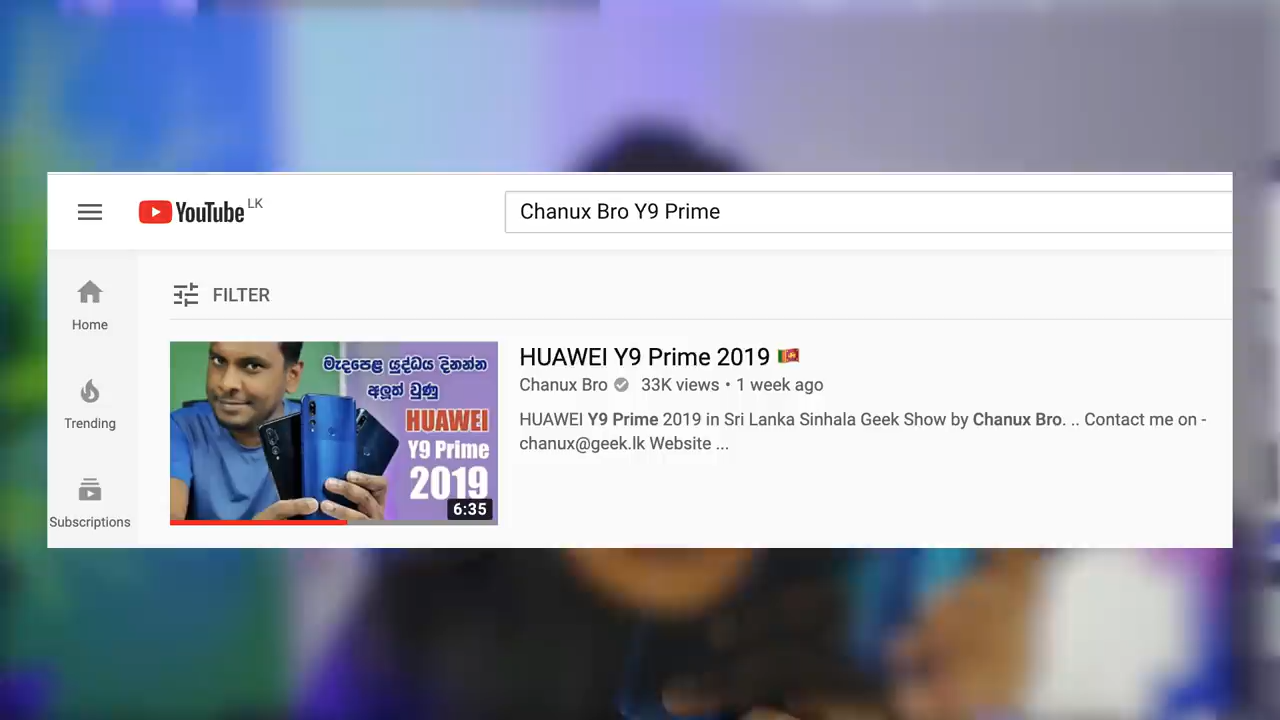 YouTube LK
Chanux Bro Y9 Prime
FILTER
Home
Trending
Subscriptions
මැදපෙළ යුද්ධය දිනන්න
අලුත් වුණු
HUAWEI
Y9 Prime
2019
6:35
HUAWEI Y9 Prime 2019 🇱🇰
Chanux Bro 33K views • 1 week ago
HUAWEI Y9 Prime 2019 in Sri Lanka Sinhala Geek Show by Chanux Bro. .. Contact me on -
chanux@geek.lk Website ...